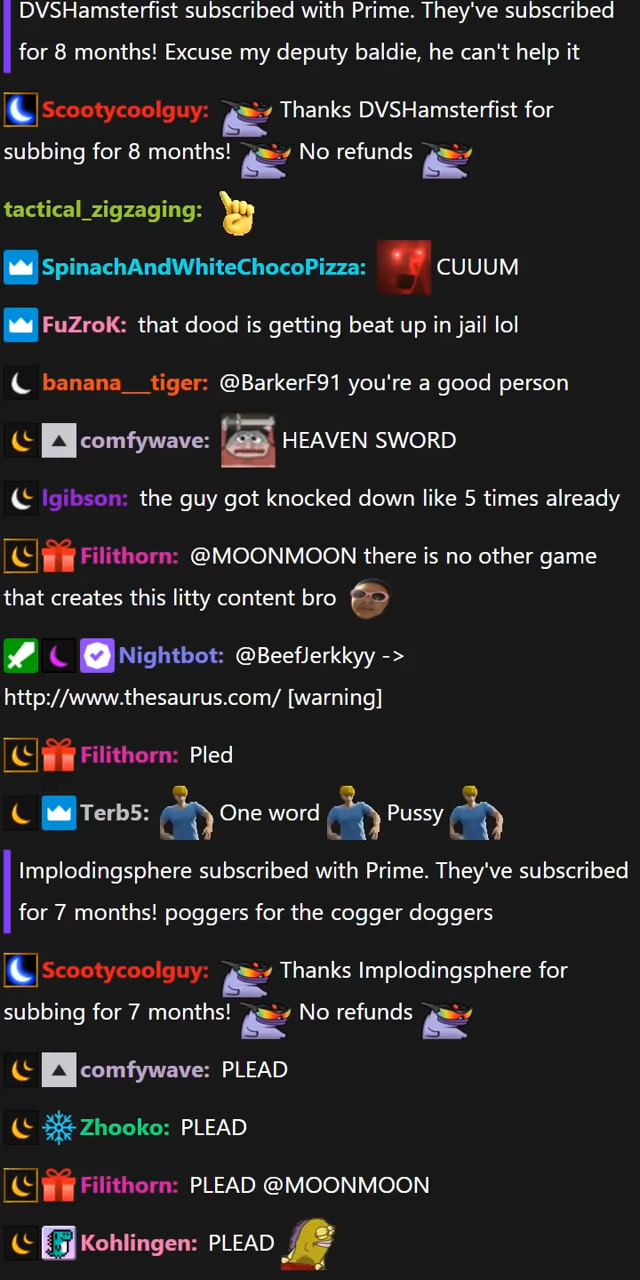 DVSHamsterfist subscribed with Prime. They've subscribed
for 8 months! Excuse my deputy baldie, he can't help it
Scootycoolguy: Thanks DVSHamsterfist for
subbing for 8 months! No refunds
tactical_zigzaging:
SpinachAndWhiteChocoPizza: CUUUM
FuZroK: that dood is getting beat up in jail lol
banana___tiger: @BarkerF91 you're a good person
comfywave: HEAVEN SWORD
lgibson: the guy got knocked down like 5 times already
Filithorn: @MOONMOON there is no other game
that creates this litty content bro
Nightbot: @BeefJerkkyy ->
http://www.thesaurus.com/ [warning]
Filithorn: Pled
Terb5: One word Pussy
Implodingsphere subscribed with Prime. They've subscribed
for 7 months! poggers for the cogger doggers
Scootycoolguy: Thanks Implodingsphere for
subbing for 7 months! No refunds
comfywave: PLEAD
Zhooko: PLEAD
Filithorn: PLEAD @MOONMOON
Kohlingen: PLEAD